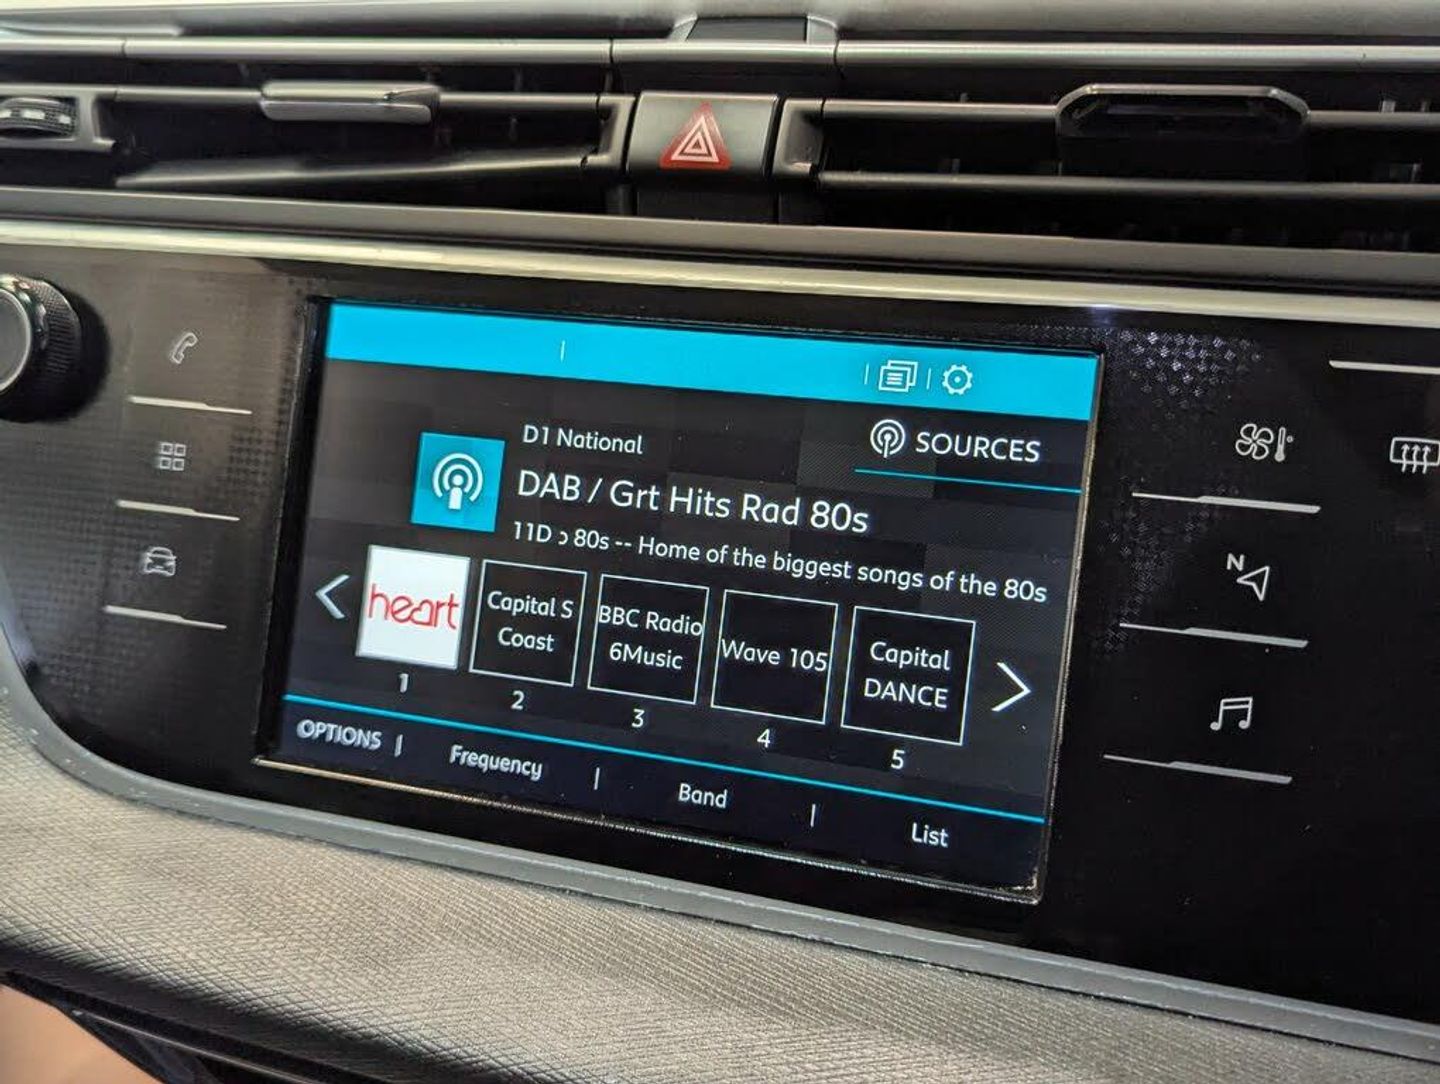 SOURCES
D1 National
DAB / Grt Hits Rad 80s
11D ɔ 80s -- Home of the biggest songs of the 80s
heart
Capital S
Coast
BBC Radio
6Music
Wave 105
Capital
DANCE
1
2
3
4
5
OPTIONS
Frequency
Band
List
N